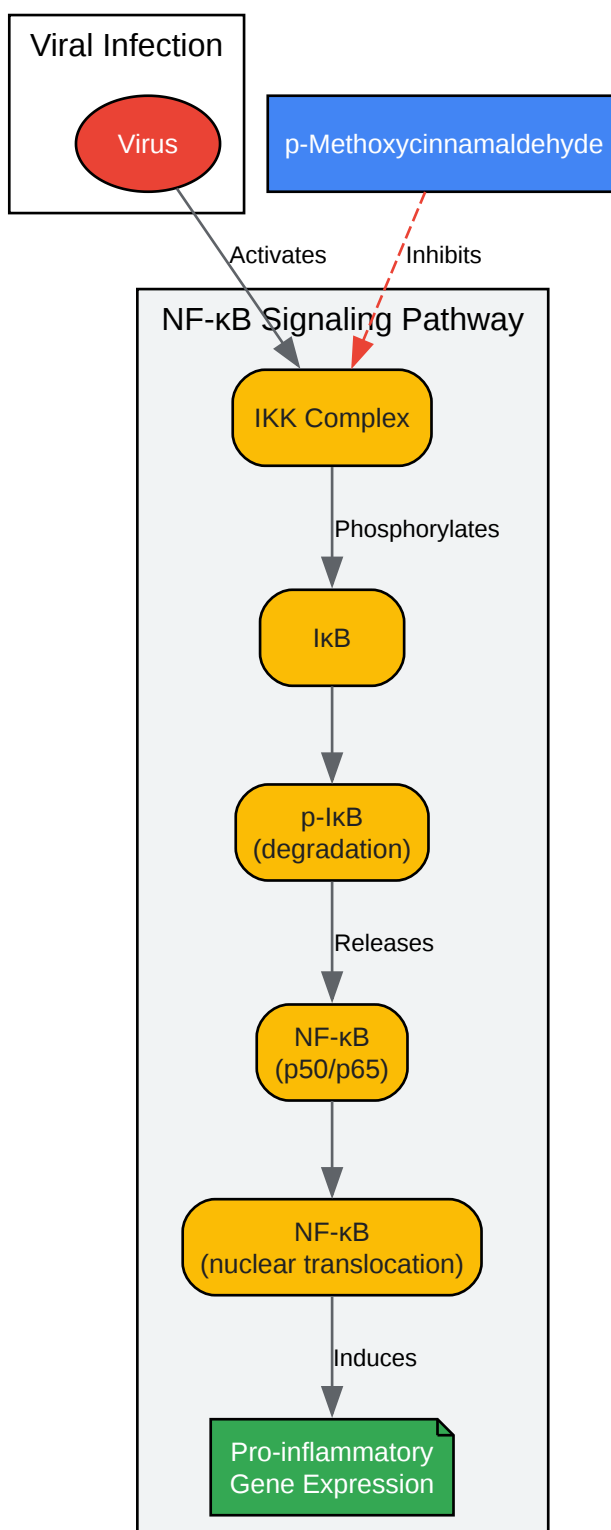 Viral Infection
Virus
p-Methoxycinnamaldehyde
Activates
Inhibits
NF-κB Signaling Pathway
IKK Complex
Phosphorylates
IκB
p-IκB
(degradation)
Releases
NF-κB
(p50/p65)
NF-κB
(nuclear translocation)
Induces
Pro-inflammatory
Gene Expression